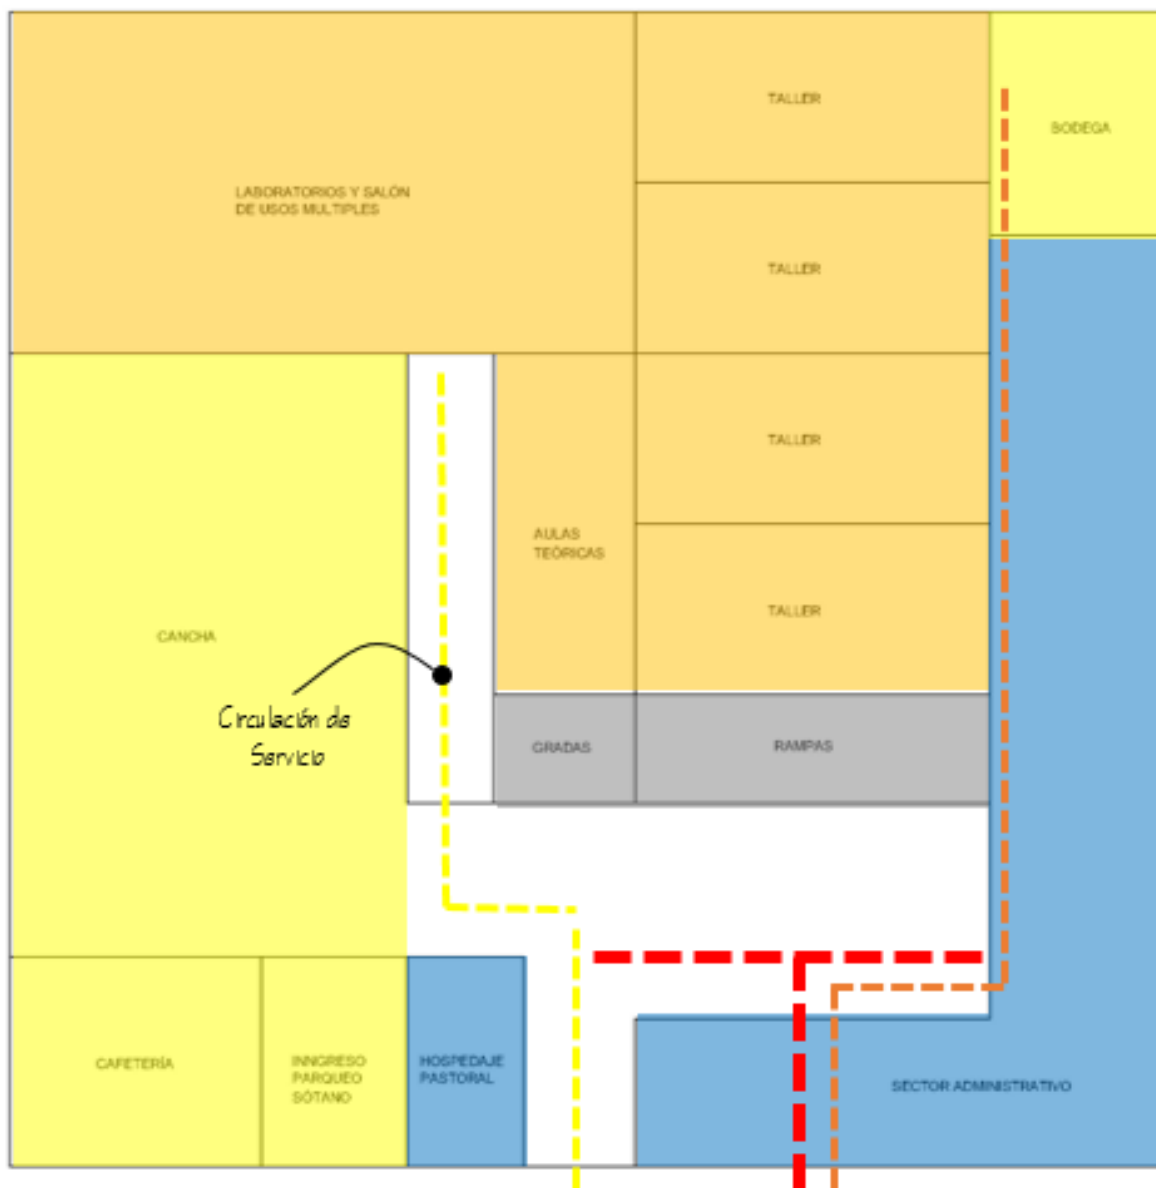 TALLER
BODEGA
LABORATORIOS Y SALÓN
DE USOS MULTIPLES
TALLER
TALLER
AULAS
TEÓRICAS
TALLER
CANCHA
Circulación de
Servicio
GRADAS
RAMPAS
CAFETERÍA
INNGRESO
PARQUEO
SÓTANO
HOSPEDAJE
PASTORAL
SECTOR ADMINISTRATIVO